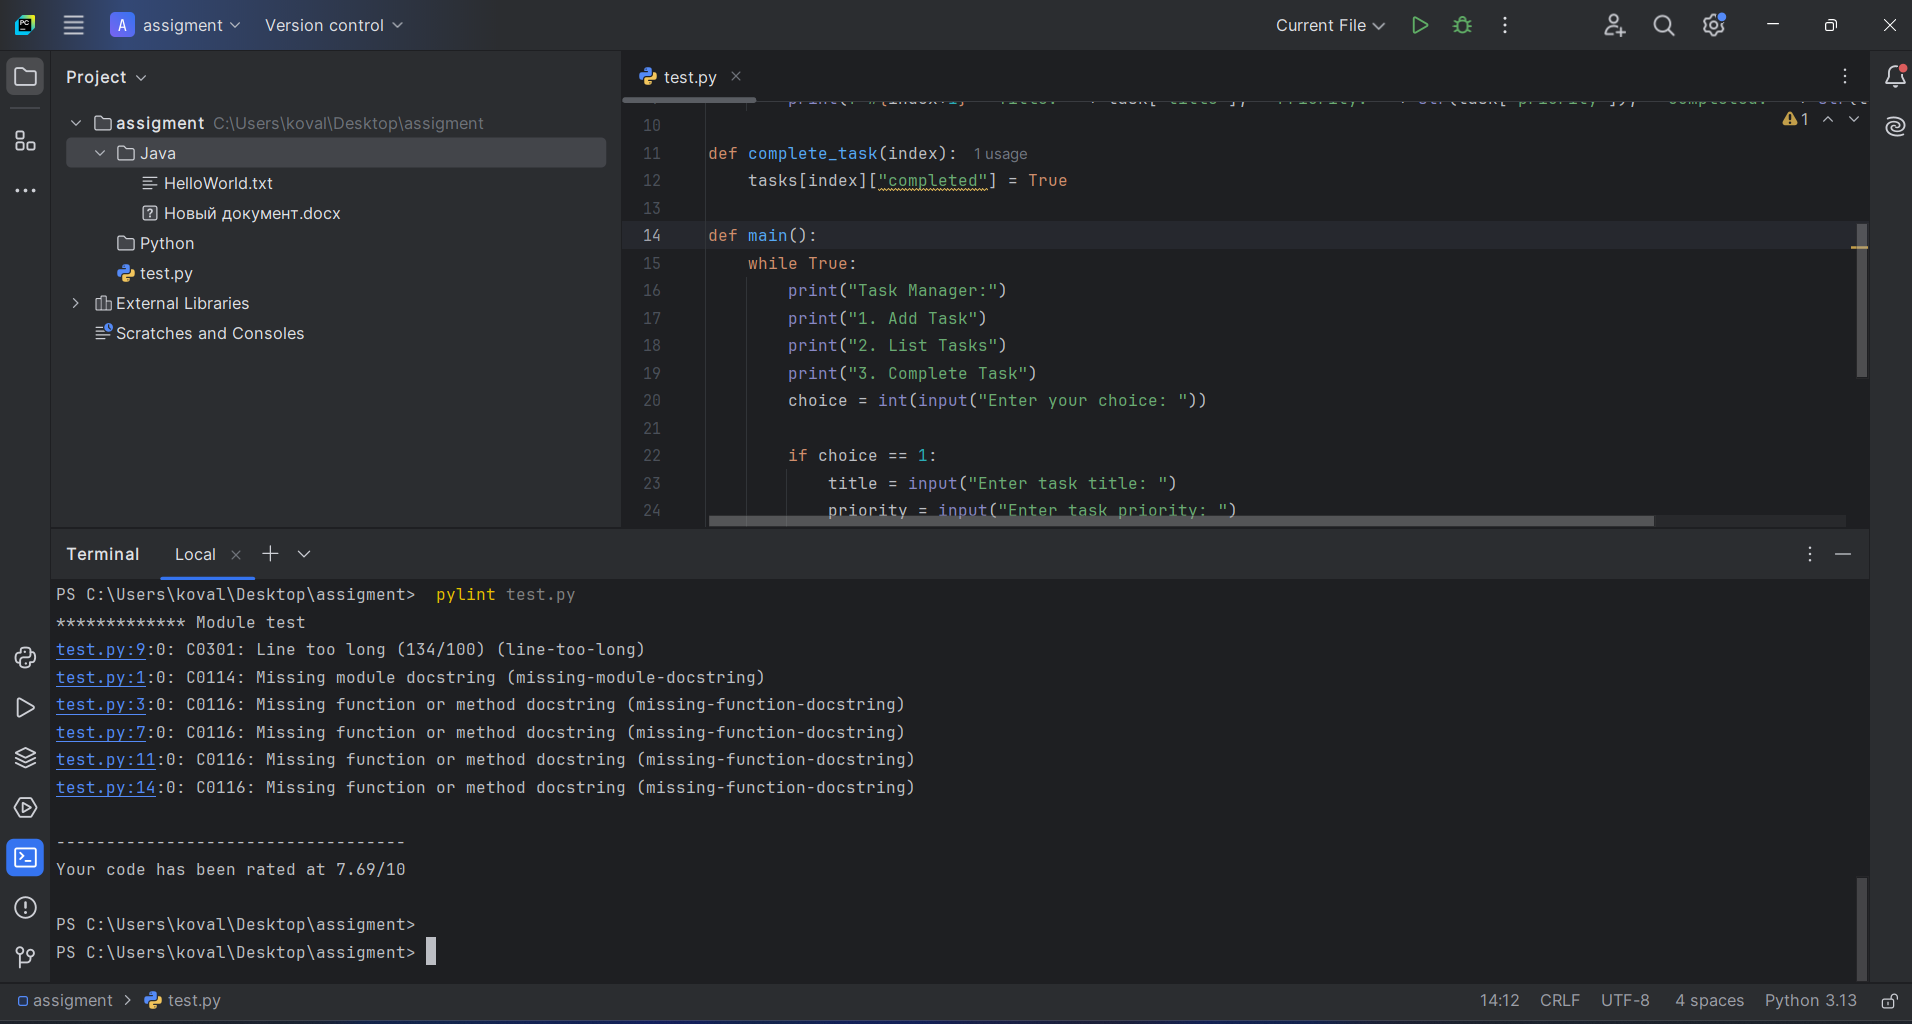 PC
A assigment Version control Current File
Project
assigment C:\Users\koval\Desktop\assigment
Java
HelloWorld.txt
Новый документ.docx
Python
test.py
External Libraries
Scratches and Consoles
test.py
10
11 def complete_task(index): 1 usage
12 tasks[index]["completed"] = True
13
14 def main():
15 while True:
16 print("Task Manager:")
17 print("1. Add Task")
18 print("2. List Tasks")
19 print("3. Complete Task")
20 choice = int(input("Enter your choice: "))
21
22 if choice == 1:
23 title = input("Enter task title: ")
24 priority = input("Enter task priority: ")
1
Terminal Local
PS C:\Users\koval\Desktop\assigment> pylint test.py
************* Module test
test.py:9:0: C0301: Line too long (134/100) (line-too-long)
test.py:1:0: C0114: Missing module docstring (missing-module-docstring)
test.py:3:0: C0116: Missing function or method docstring (missing-function-docstring)
test.py:7:0: C0116: Missing function or method docstring (missing-function-docstring)
test.py:11:0: C0116: Missing function or method docstring (missing-function-docstring)
test.py:14:0: C0116: Missing function or method docstring (missing-function-docstring)
-----------------------------------
Your code has been rated at 7.69/10
PS C:\Users\koval\Desktop\assigment>
PS C:\Users\koval\Desktop\assigment>
assigment > test.py 14:12 CRLF UTF-8 4 spaces Python 3.13